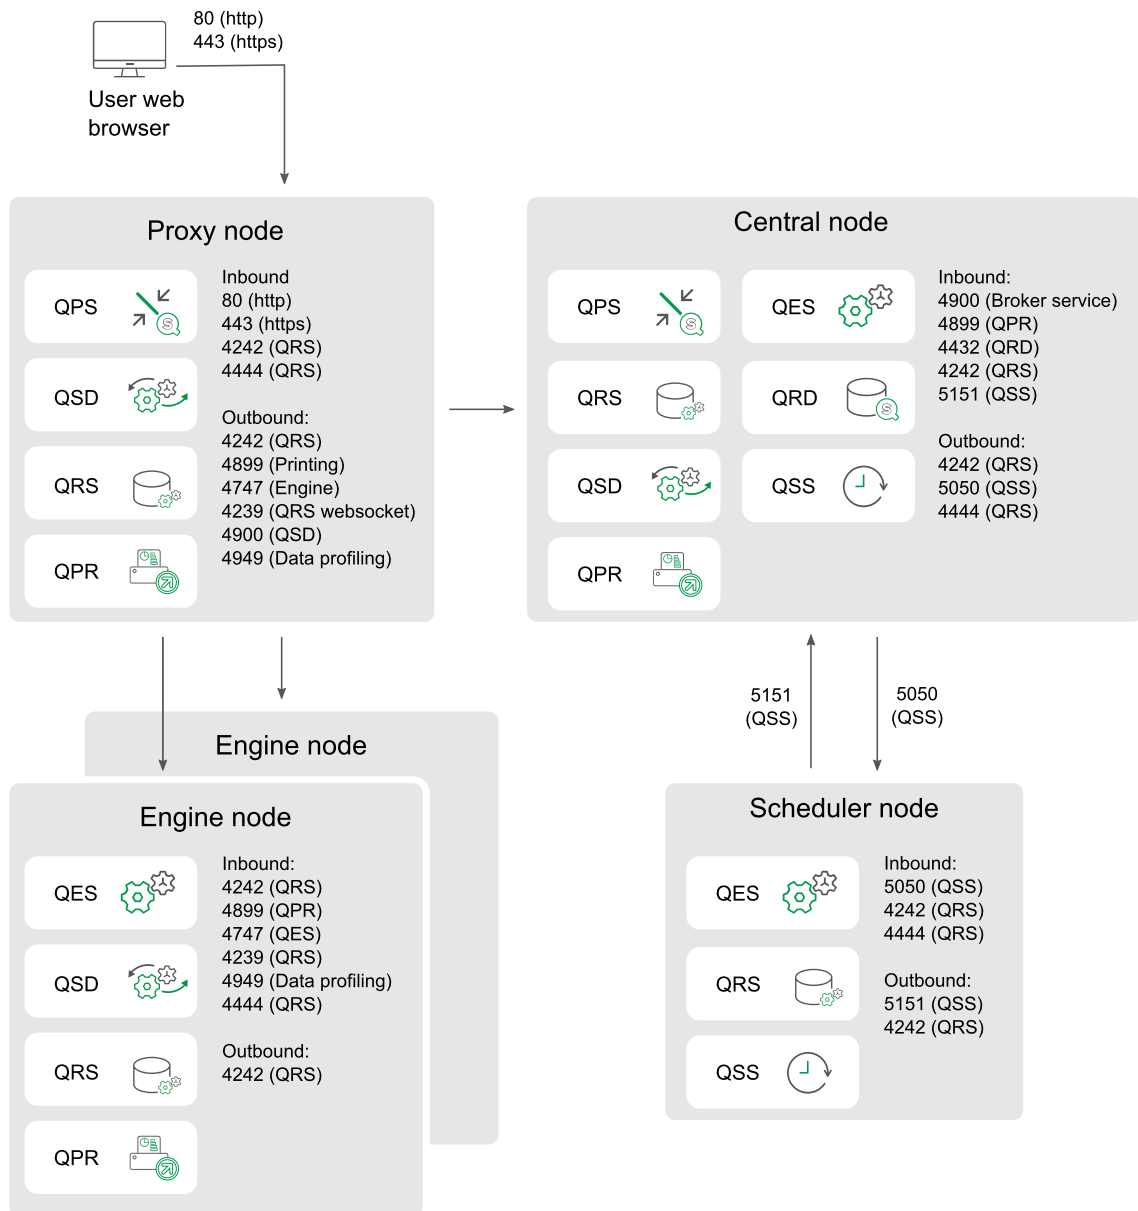 80 (http)
443 (https)
User web
browser
Proxy node
QPS
QSD
QRS
QPR
Inbound
80 (http)
443 (https)
4242 (QRS)
4444 (QRS)
Outbound:
4242 (QRS)
4899 (Printing)
4747 (Engine)
4239 (QRS websocket)
4900 (QSD)
4949 (Data profiling)
Central node
QPS
QES
QRS
QRD
QSD
QSS
QPR
Inbound:
4900 (Broker service)
4899 (QPR)
4432 (QRD)
4242 (QRS)
5151 (QSS)
Outbound:
4242 (QRS)
5050 (QSS)
4444 (QRS)
5151
(QSS)
5050
(QSS)
Engine node
Engine node
QES
QSD
QRS
QPR
Inbound:
4242 (QRS)
4899 (QPR)
4747 (QES)
4239 (QRS)
4949 (Data profiling)
4444 (QRS)
Outbound:
4242 (QRS)
Scheduler node
QES
QRS
QSS
Inbound:
5050 (QSS)
4242 (QRS)
4444 (QRS)
Outbound:
5151 (QSS)
4242 (QRS)